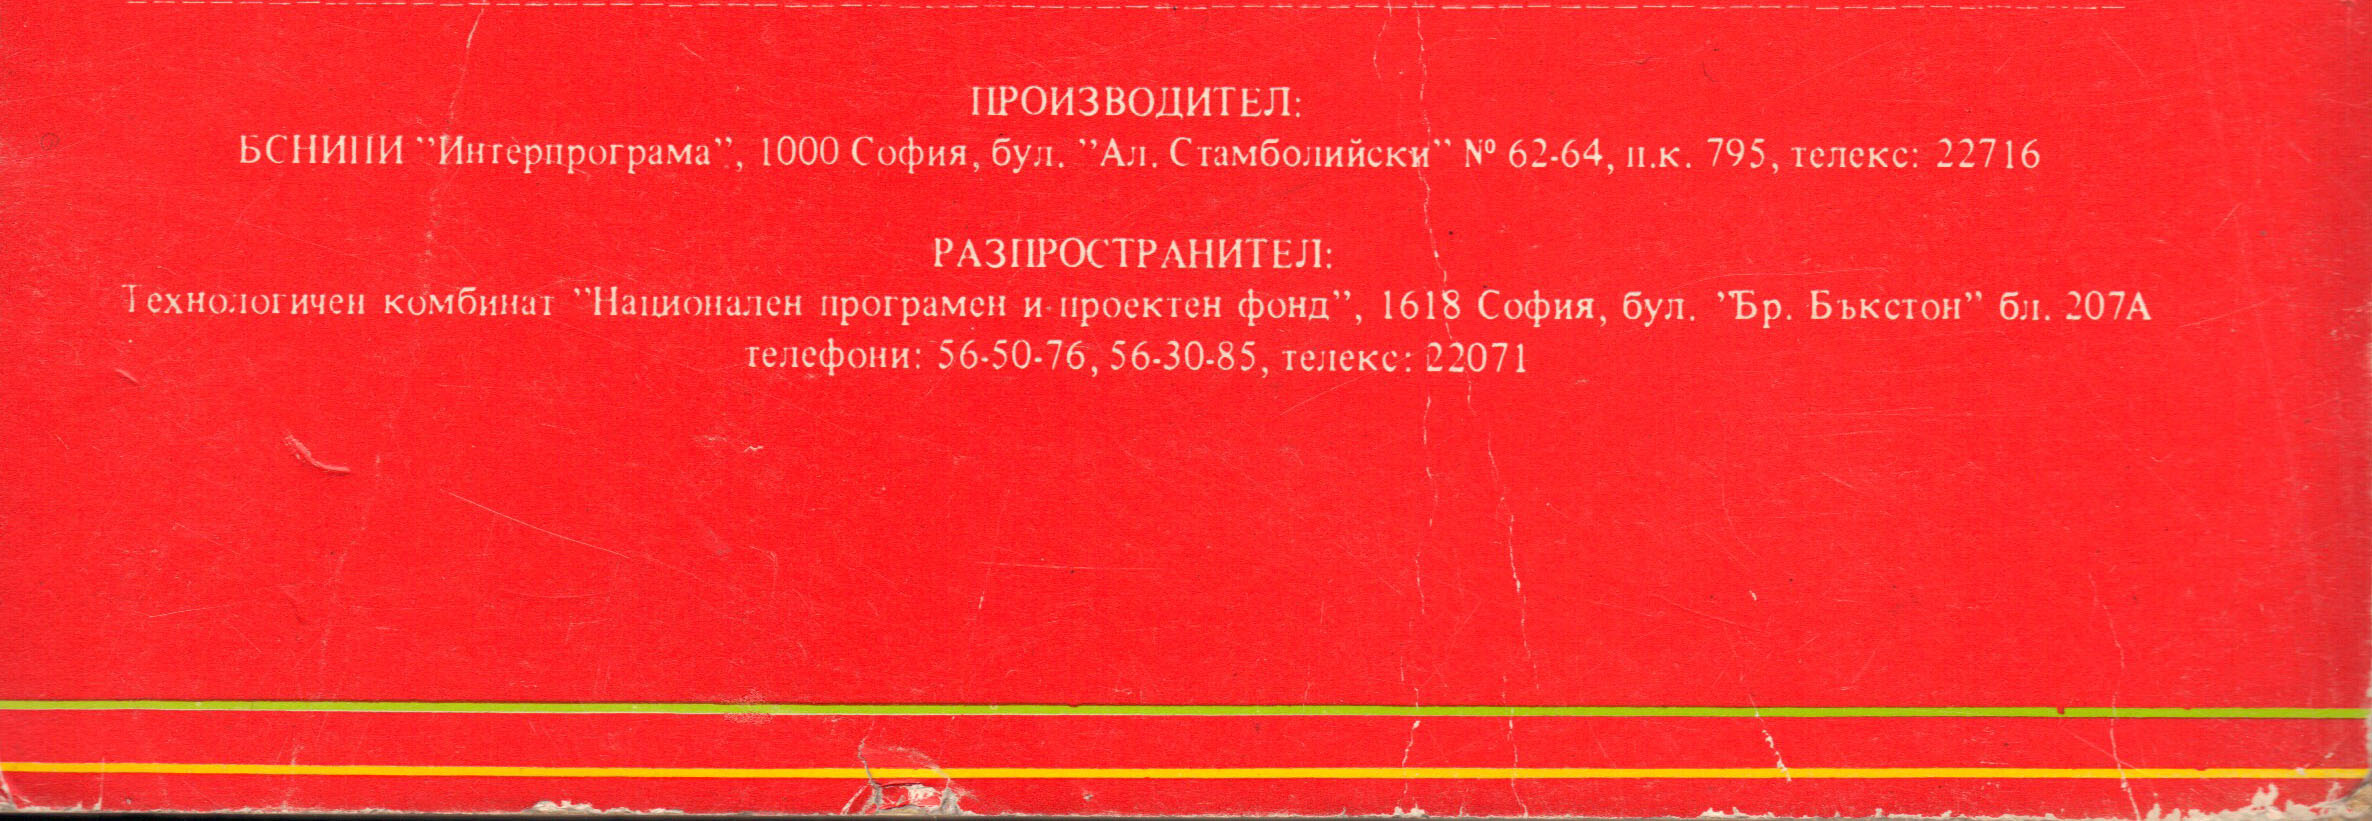 ПРОИЗВОДИТЕЛ:
БСНИПИ "Интерпрограма", 1000 София, бул. "Ал. Стамболийски" № 62-64, п.к. 795, телекс: 22716
РАЗПРОСТРАНИТЕЛ:
Технологичен комбинат "Национален програмен и проектен фонд", 1618 София, бул. "Бр. Бъкстон" бл. 207А
телефони: 56-50-76, 56-30-85, телекс: 22071